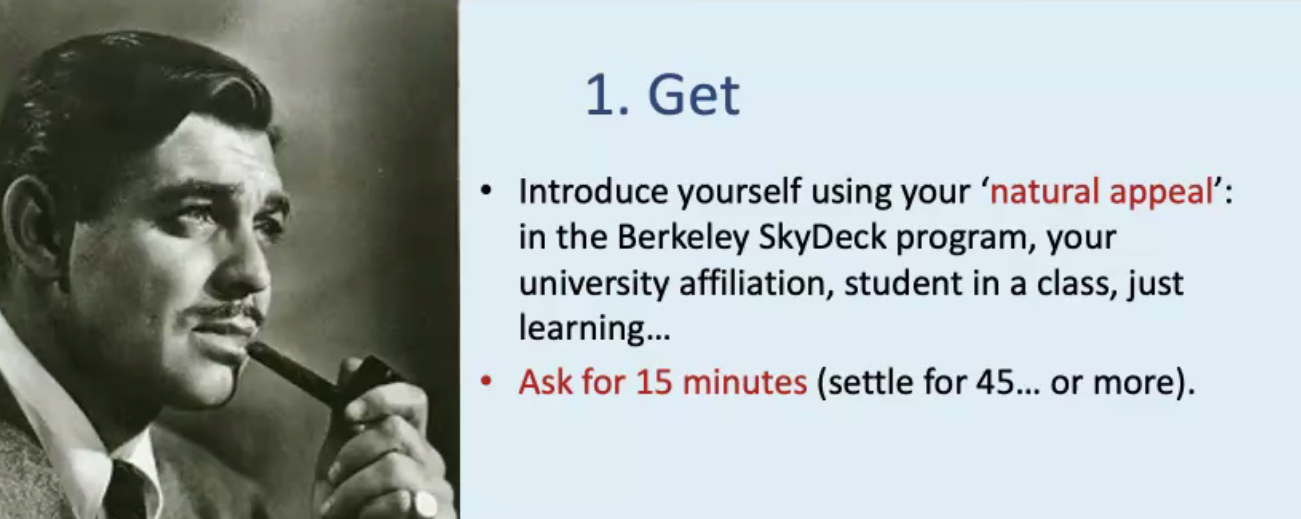 1. Get
• Introduce yourself using your ‘natural appeal’:
in the Berkeley SkyDeck program, your
university affiliation, student in a class, just
learning...
• Ask for 15 minutes (settle for 45... or more).